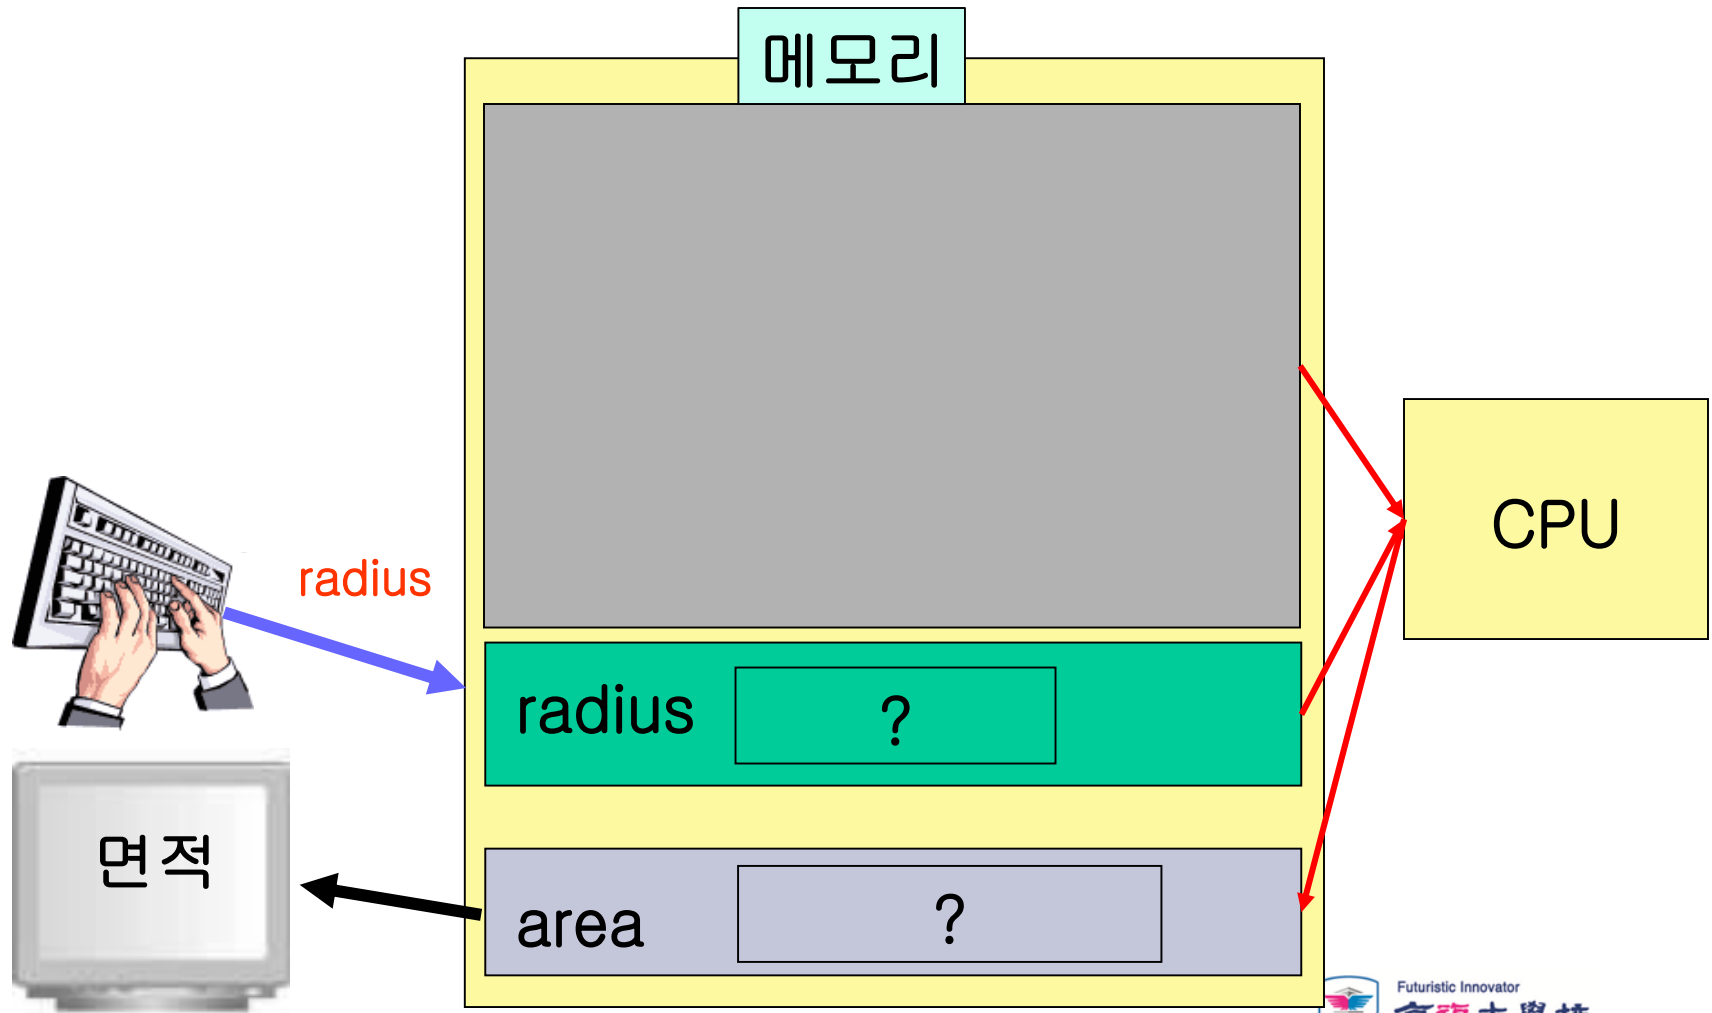 메모리
CPU
radius
radius ?
면적
area ?
Futuristic Innovator